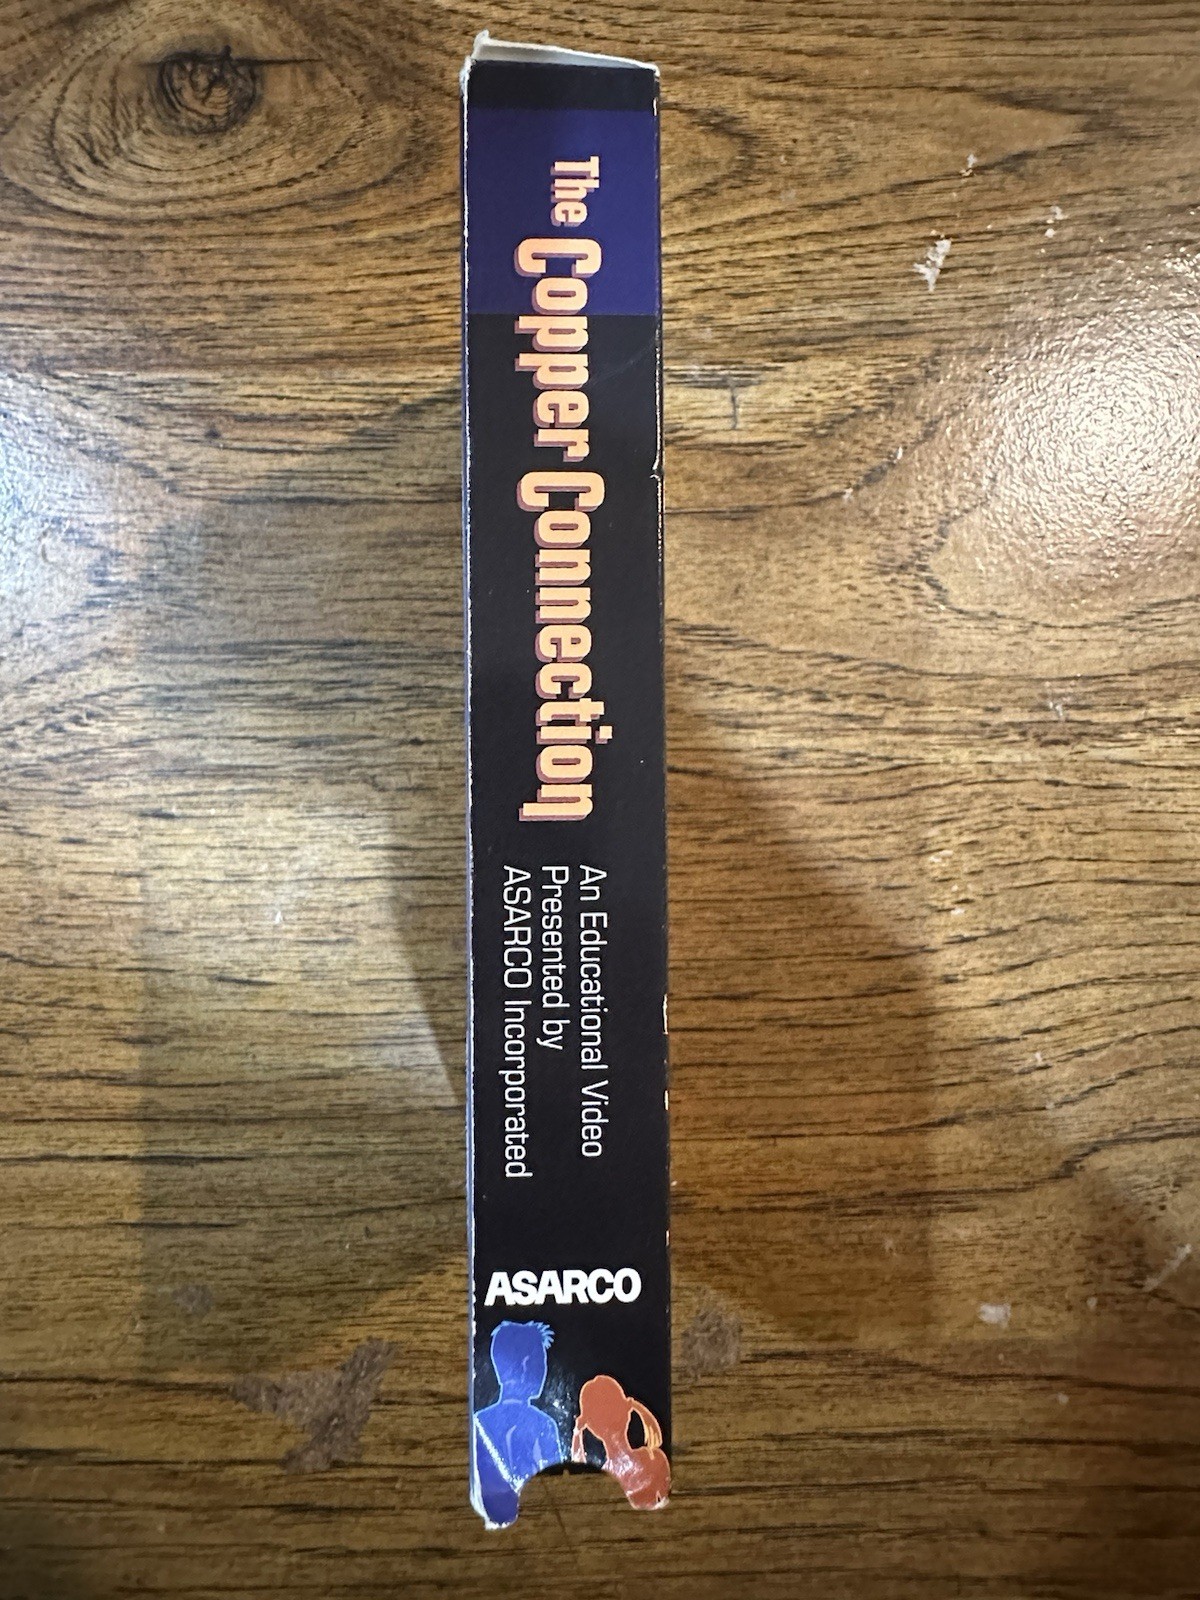 The Copper Connection
An Educational Video
Presented by
ASARCO Incorporated
ASARCO